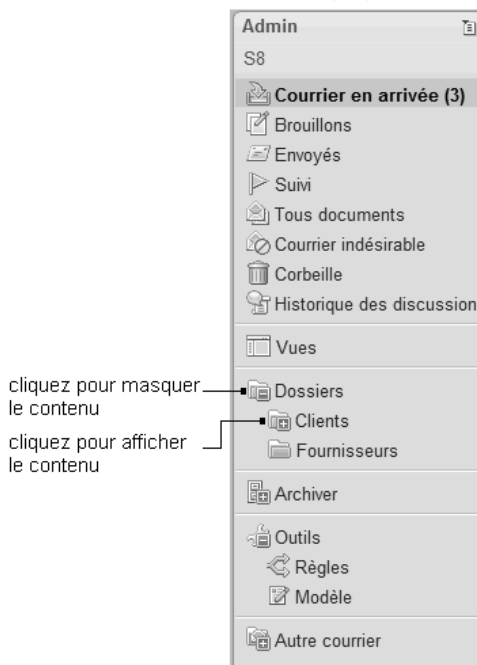 Admin
S8
Courrier en arrivée (3)
Brouillons
Envoyés
Suivi
Tous documents
Courrier indésirable
Corbeille
Historique des discussion
Vues
cliquez pour masquer
le contenu
Dossiers
cliquez pour afficher
le contenu
Clients
Fournisseurs
Archiver
Outils
Règles
Modèle
Autre courrier